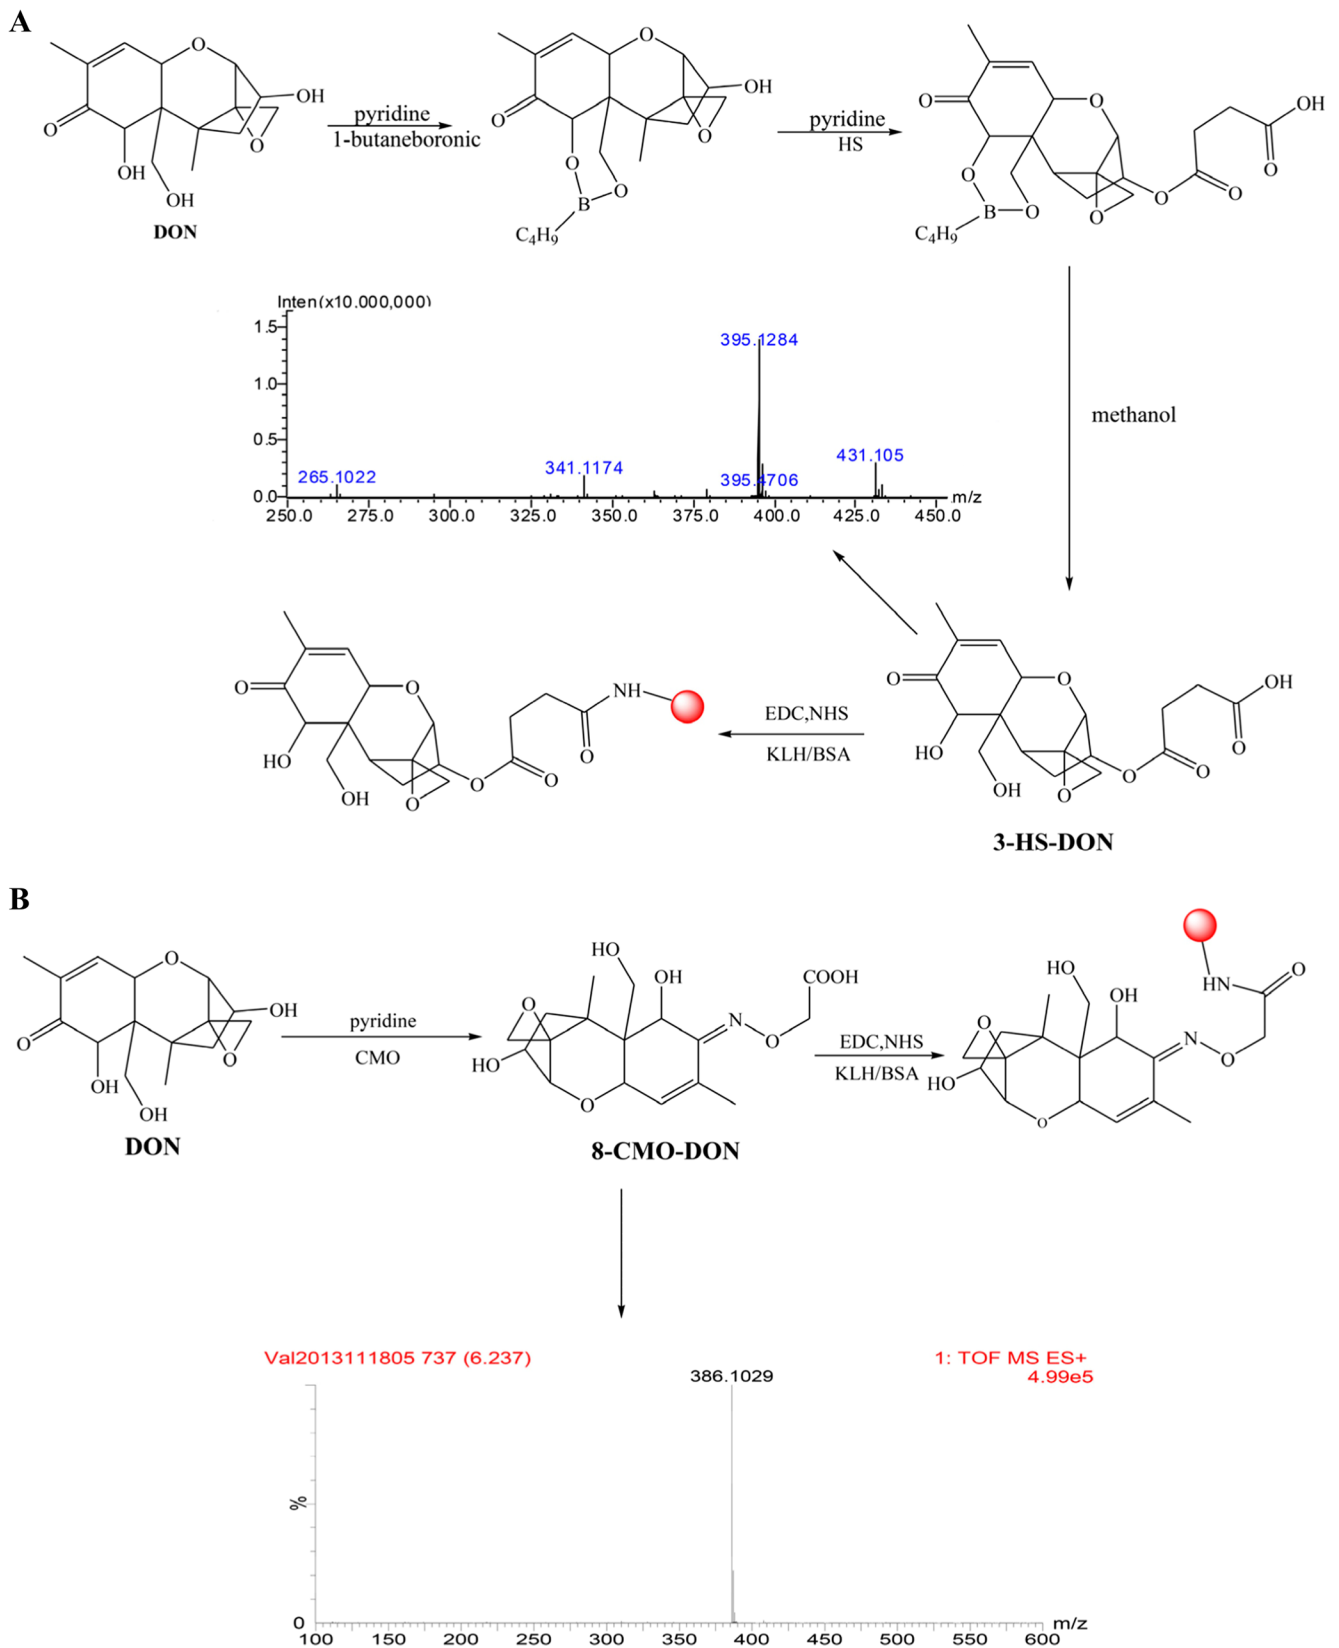 A
O
OH
O
O
OH
OH
DON
pyridine
1-butaneboronic
O
OH
O
O
O
O
B
C₄H₉
pyridine
HS
O
O
O
B
O
C₄H₉
O
O
O
O
OH
Inten(x10.000,000)
1.5
1.0
0.5
0.0
395.1284
431.105
341.1174
265.1022
395.4706
250.0 275.0 300.0 325.0 350.0 375.0 400.0 425.0 450.0 m/z
methanol
O
O
HO
OH
O
O
O
O
NH
EDC,NHS
KLH/BSA
O
O
HO
OH
O
O
O
O
OH
3-HS-DON
B
O
OH
O
O
OH
OH
DON
pyridine
CMO
HO
OH
COOH
O
N
O
HO
O
8-CMO-DON
EDC,NHS
KLH/BSA
HO
OH
HN
O
O
N
O
HO
O
Val2013111805 737 (6.237)
1: TOF MS ES+
4.99e5
386.1029
%
0
100 150 200 250 300 350 400 450 500 550 600 m/z